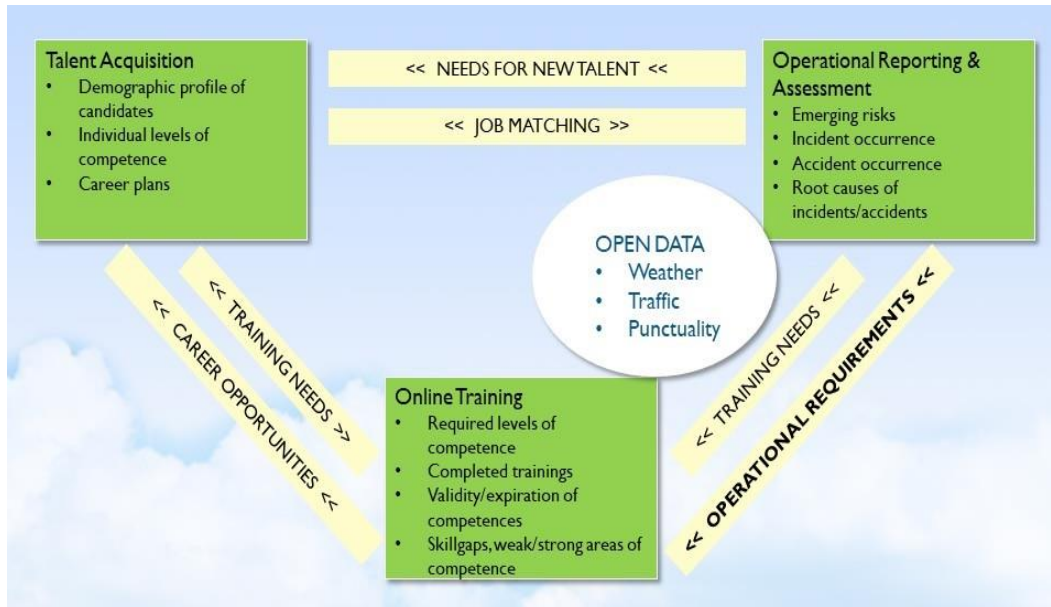 Talent Acquisition
• Demographic profile of
candidates
• Individual levels of
competence
• Career plans
<< NEEDS FOR NEW TALENT <<
<< JOB MATCHING >>
Operational Reporting &
Assessment
• Emerging risks
• Incident occurrence
• Accident occurrence
• Root causes of
incidents/accidents
OPEN DATA
• Weather
• Traffic
• Punctuality
<< TRAINING NEEDS >>
<< CAREER OPPORTUNITIES <<
Online Training
• Required levels of
competence
• Completed trainings
• Validity/expiration of
competences
• Skillgaps, weak/strong areas of
competence
<< TRAINING NEEDS <<
<< OPERATIONAL REQUIREMENTS <<